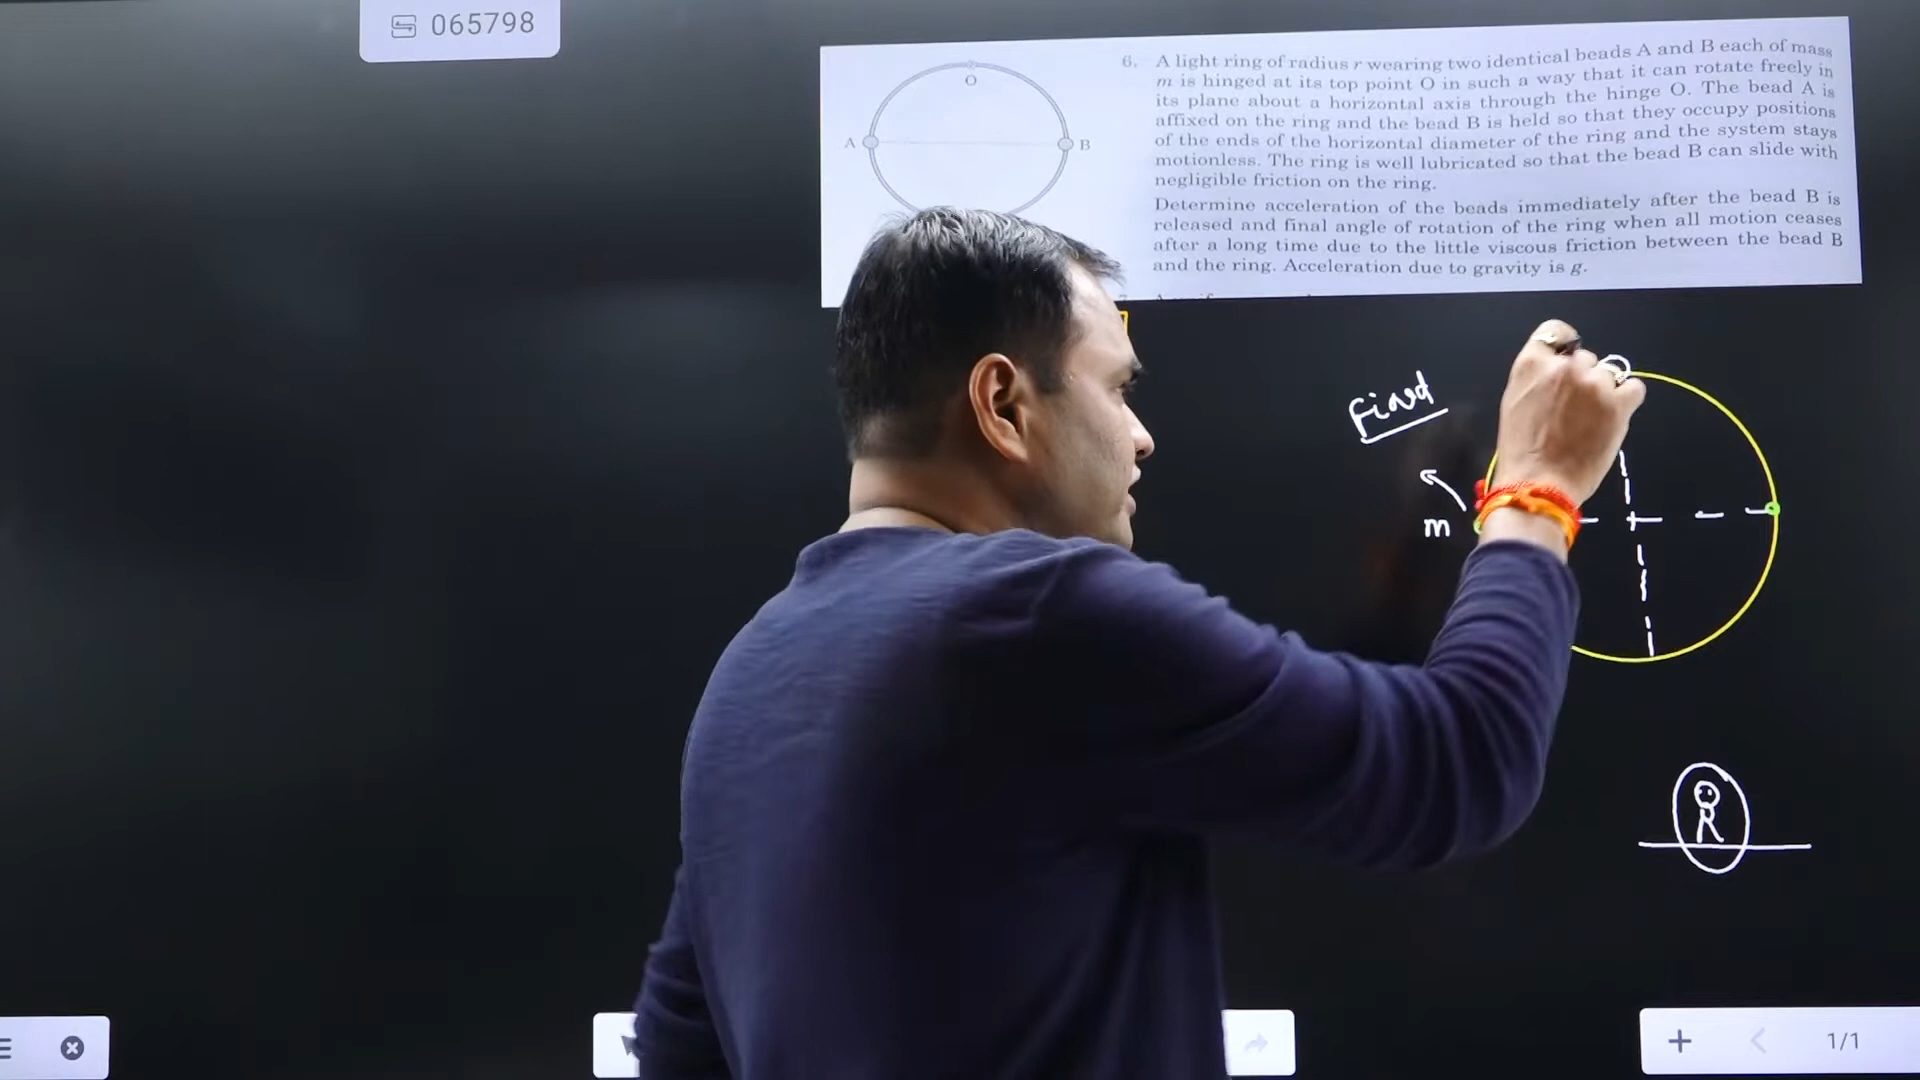 065798
O
A
B
6. A light ring of radius r wearing two identical beads A and B each of mass
m is hinged at its top point O in such a way that it can rotate freely in
its plane about a horizontal axis through the hinge O. The bead A is
affixed on the ring and the bead B is held so that they occupy positions
of the ends of the horizontal diameter of the ring and the system stays
motionless. The ring is well lubricated so that the bead B can slide with
negligible friction on the ring.
Determine acceleration of the beads immediately after the bead B is
released and final angle of rotation of the ring when all motion ceases
after a long time due to the little viscous friction between the bead B
and the ring. Acceleration due to gravity is g.
Find
m
1/1